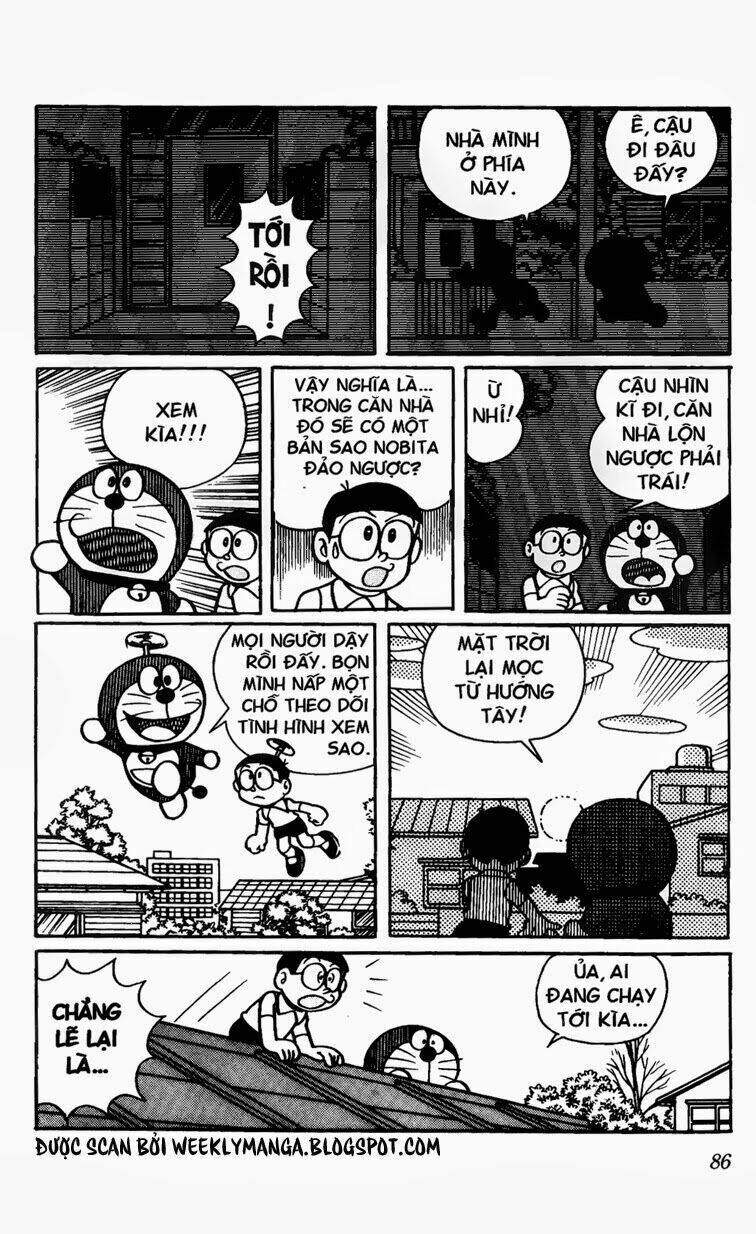 Ê, CẬU
ĐI ĐÂU
ĐẤY?
NHÀ MÌNH
Ở PHÍA
NÀY.
TỚI
RỒI
!
CẬU NHÌN
KĨ ĐI, CĂN
NHÀ LỘN
NGƯỢC PHẢI
TRÁI!
Ừ
NHỈ!
VẬY NGHĨA LÀ...
TRONG CĂN NHÀ
ĐÓ SẼ CÓ MỘT
BẢN SAO NOBITA
ĐẢO NGƯỢC?
XEM
KÌA!!!
MẶT TRỜI
LẠI MỌC
TỪ HƯỚNG
TÂY!
MỌI NGƯỜI DẬY
RỒI ĐẤY. BỌN
MÌNH NẤP MỘT
CHỖ THEO DÕI
TÌNH HÌNH XEM
SAO.
ỦA, AI
ĐANG CHẠY
TỚI KÌA...
CHẲNG
LẼ LẠI
LÀ...
ĐƯỢC SCAN BỞI WEEKLYMANGA.BLOGSPOT.COM
86